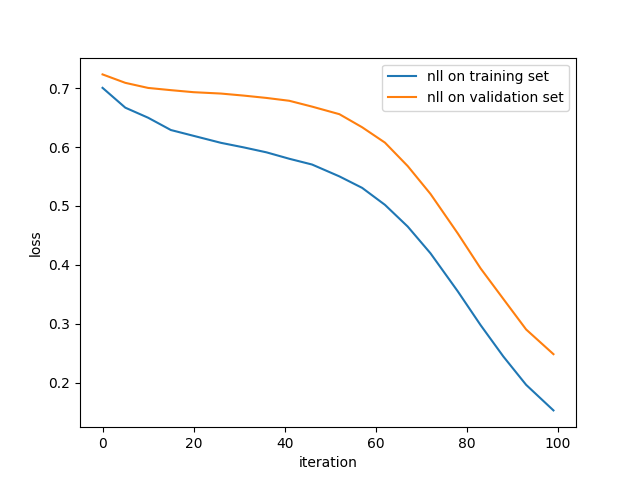 nll on training set
nll on validation set
0.7
0.6
0.5
0.4
0.3
0.2
loss
0 20 40 60 80 100
iteration